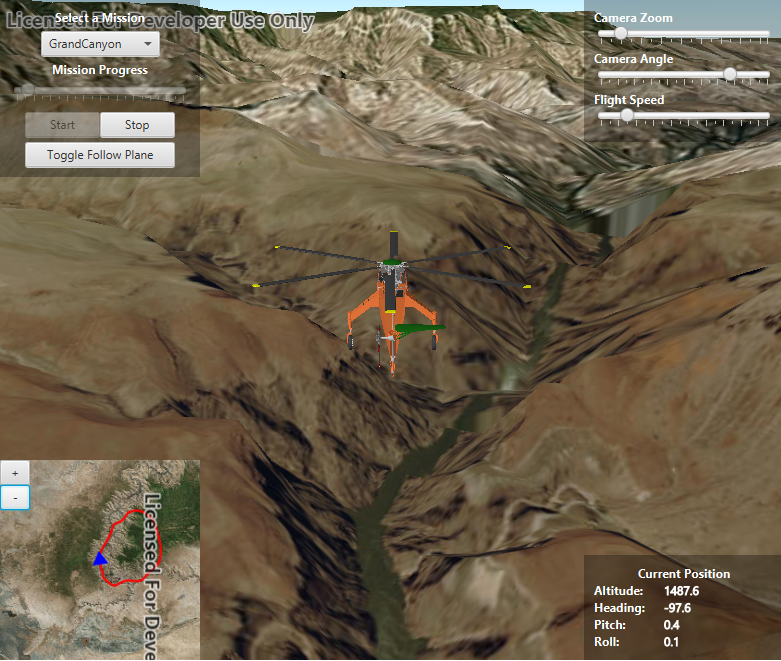 Licensed For Developer Use Only
Select a Mission
GrandCanyon
Mission Progress
Start
Stop
Toggle Follow Plane
Camera Zoom
Camera Angle
Flight Speed
+
-
Licensed For Deve
Current Position
Altitude: 1487.6
Heading: -97.6
Pitch: 0.4
Roll: 0.1